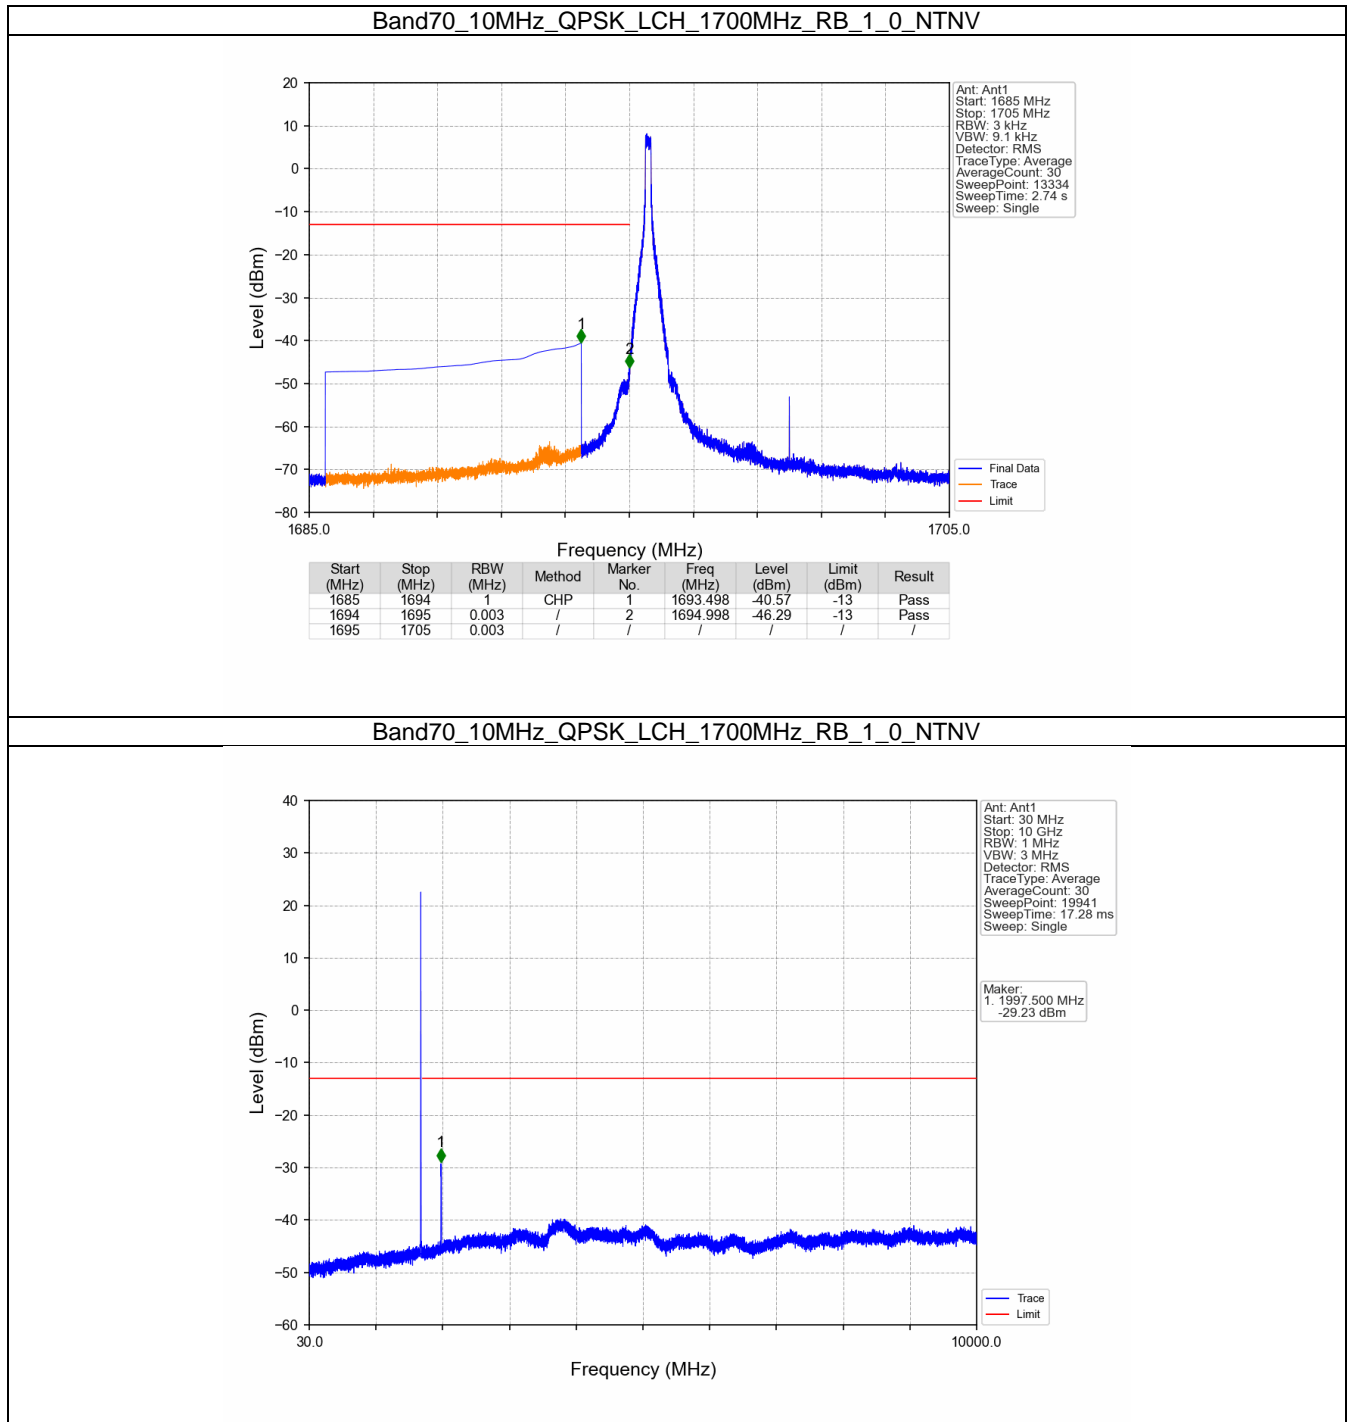 Band70_10MHz_QPSK_LCH_1700MHz_RB_1_0_NTNV
20
10
0
−10
−20
−30
−40
−50
−60
−70
−80
Level (dBm)
1
2
1685.0
1705.0
Frequency (MHz)
Ant: Ant1
Start: 1685 MHz
Stop: 1705 MHz
RBW: 3 kHz
VBW: 9.1 kHz
Detector: RMS
TraceType: Average
AverageCount: 30
SweepPoint: 13334
SweepTime: 2.74 s
Sweep: Single
Final Data
Trace
Limit
Start (MHz) Stop (MHz) RBW (MHz) Method Marker No. Freq (MHz) Level (dBm) Limit (dBm) Result
1685 1694 1 CHP 1 1693.498 -40.57 -13 Pass
1694 1695 0.003 / 2 1694.998 -46.29 -13 Pass
1695 1705 0.003 / / / / / /
Band70_10MHz_QPSK_LCH_1700MHz_RB_1_0_NTNV
40
30
20
10
0
−10
−20
−30
−40
−50
−60
Level (dBm)
1
30.0
10000.0
Frequency (MHz)
Ant: Ant1
Start: 30 MHz
Stop: 10 GHz
RBW: 1 MHz
VBW: 3 MHz
Detector: RMS
TraceType: Average
AverageCount: 30
SweepPoint: 19941
SweepTime: 17.28 ms
Sweep: Single
Maker:
1. 1997.500 MHz
-29.23 dBm
Trace
Limit